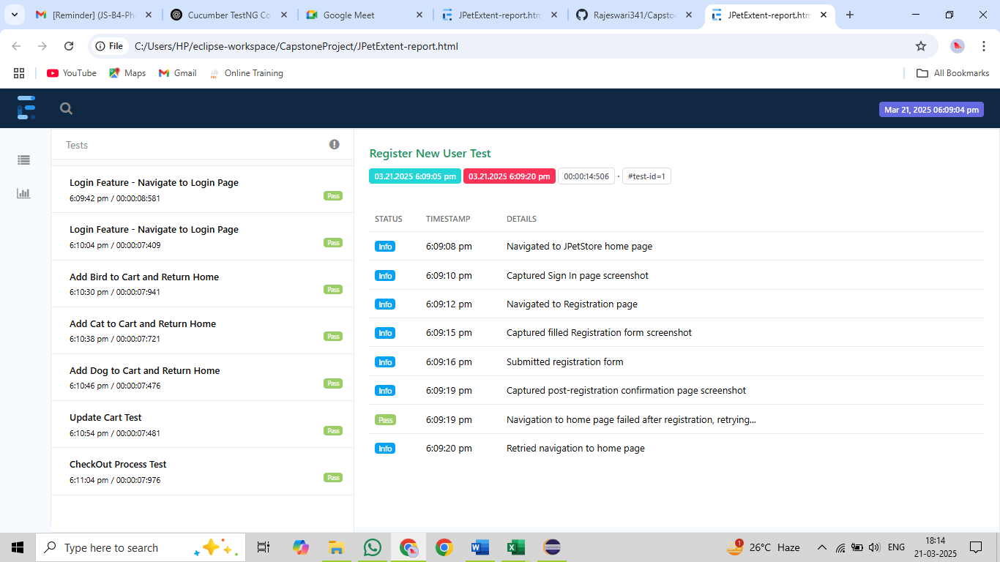 [Reminder] (JS-B4-Ph
Cucumber TestNG Co
Google Meet
JPetExtent-report.htm
Rajeswari341/Capsto
JPetExtent-report.htm
File
C:/Users/HP/eclipse-workspace/CapstoneProject/JPetExtent-report.html
YouTube
Maps
Gmail
Online Training
All Bookmarks
Mar 21, 2025 06:09:04 pm
Tests
Login Feature - Navigate to Login Page
6:09:42 pm / 00:00:08:581
Pass
Login Feature - Navigate to Login Page
6:10:04 pm / 00:00:07:409
Pass
Add Bird to Cart and Return Home
6:10:30 pm / 00:00:07:941
Pass
Add Cat to Cart and Return Home
6:10:38 pm / 00:00:07:721
Pass
Add Dog to Cart and Return Home
6:10:46 pm / 00:00:07:476
Pass
Update Cart Test
6:10:54 pm / 00:00:07:481
Pass
CheckOut Process Test
6:11:04 pm / 00:00:07:976
Pass
Register New User Test
03.21.2025 6:09:05 pm 03.21.2025 6:09:20 pm 00:00:14:506 · #test-id=1
STATUS TIMESTAMP DETAILS
Info 6:09:08 pm Navigated to JPetStore home page
Info 6:09:10 pm Captured Sign In page screenshot
Info 6:09:12 pm Navigated to Registration page
Info 6:09:15 pm Captured filled Registration form screenshot
Info 6:09:16 pm Submitted registration form
Info 6:09:19 pm Captured post-registration confirmation page screenshot
Pass 6:09:19 pm Navigation to home page failed after registration, retrying...
Info 6:09:20 pm Retried navigation to home page
Type here to search
1
26°C Haze
ENG
18:14
21-03-2025